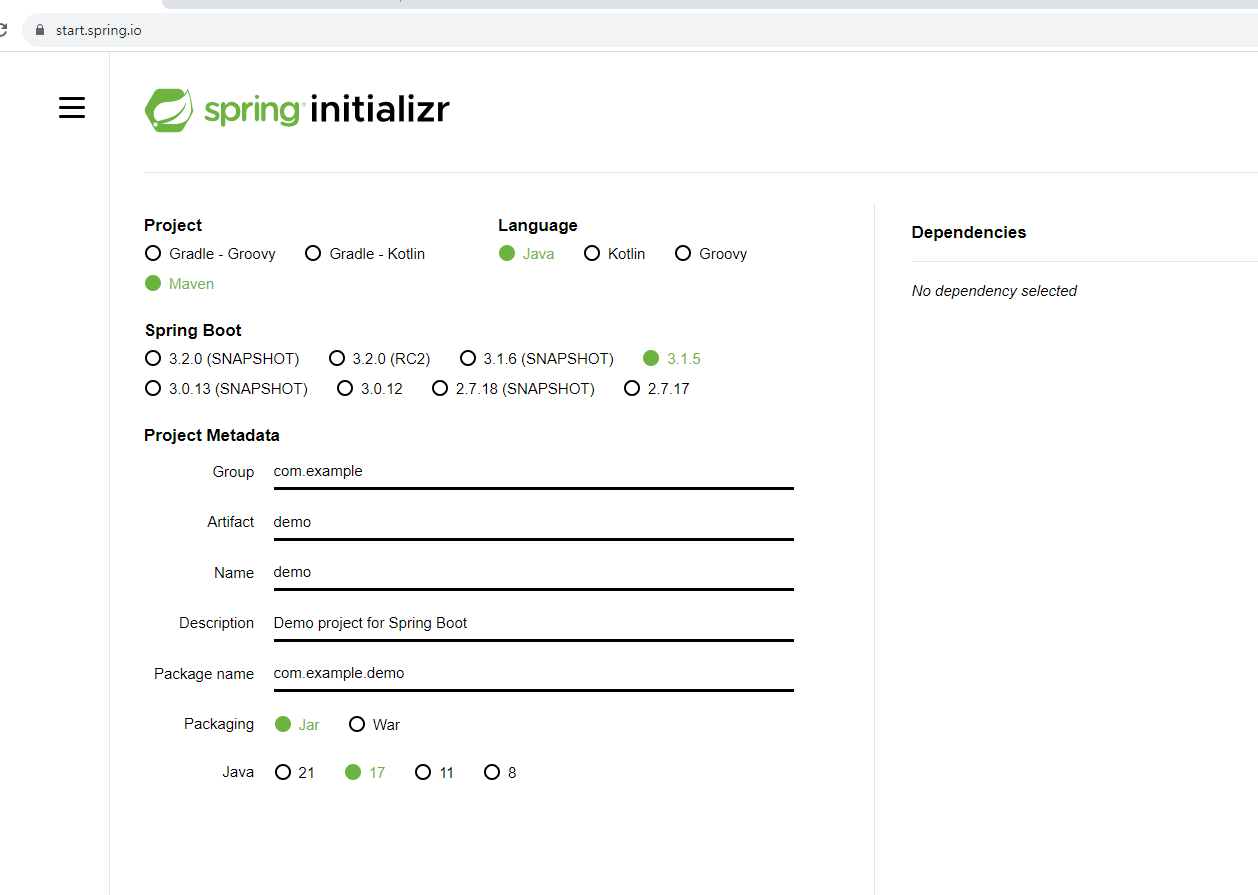 start.spring.io
spring initializr
Project
Gradle - Groovy Gradle - Kotlin
Maven
Language
Java Kotlin Groovy
Spring Boot
3.2.0 (SNAPSHOT) 3.2.0 (RC2) 3.1.6 (SNAPSHOT) 3.1.5
3.0.13 (SNAPSHOT) 3.0.12 2.7.18 (SNAPSHOT) 2.7.17
Project Metadata
Group com.example
Artifact demo
Name demo
Description Demo project for Spring Boot
Package name com.example.demo
Packaging Jar War
Java 21 17 11 8
Dependencies
No dependency selected